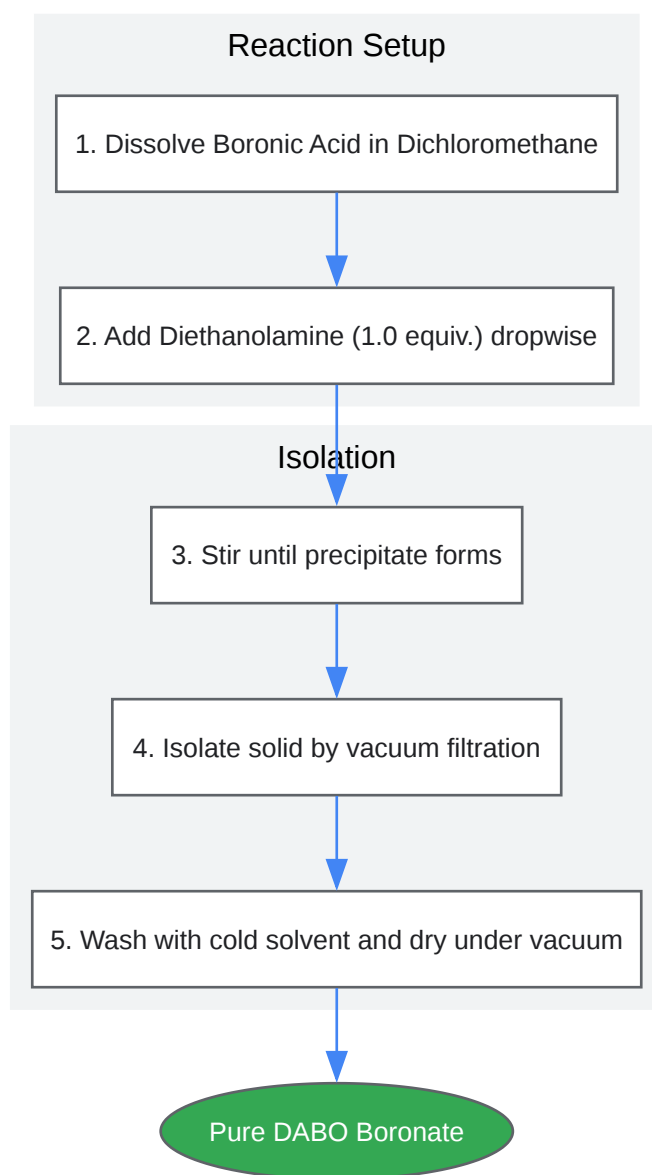 Reaction Setup
1. Dissolve Boronic Acid in Dichloromethane
2. Add Diethanolamine (1.0 equiv.) dropwise
Isolation
3. Stir until precipitate forms
4. Isolate solid by vacuum filtration
5. Wash with cold solvent and dry under vacuum
Pure DABO Boronate